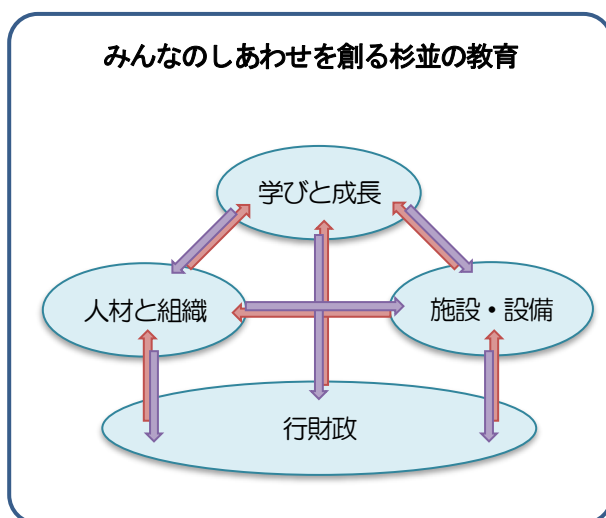 みんなのしあわせを創る杉並の教育
学びと成長
人材と組織
施設・設備
行財政